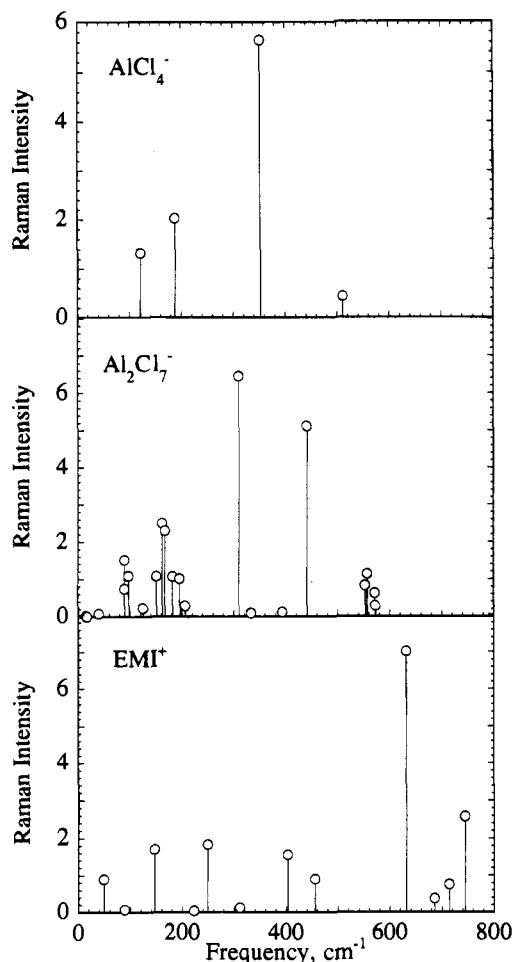 6
AlCl₄⁻
4
Raman Intensity
2
0
Al₂Cl₇⁻
6
4
Raman Intensity
2
0
EMI⁺
6
4
Raman Intensity
2
0
0 200 400 600 800
Frequency, cm⁻¹